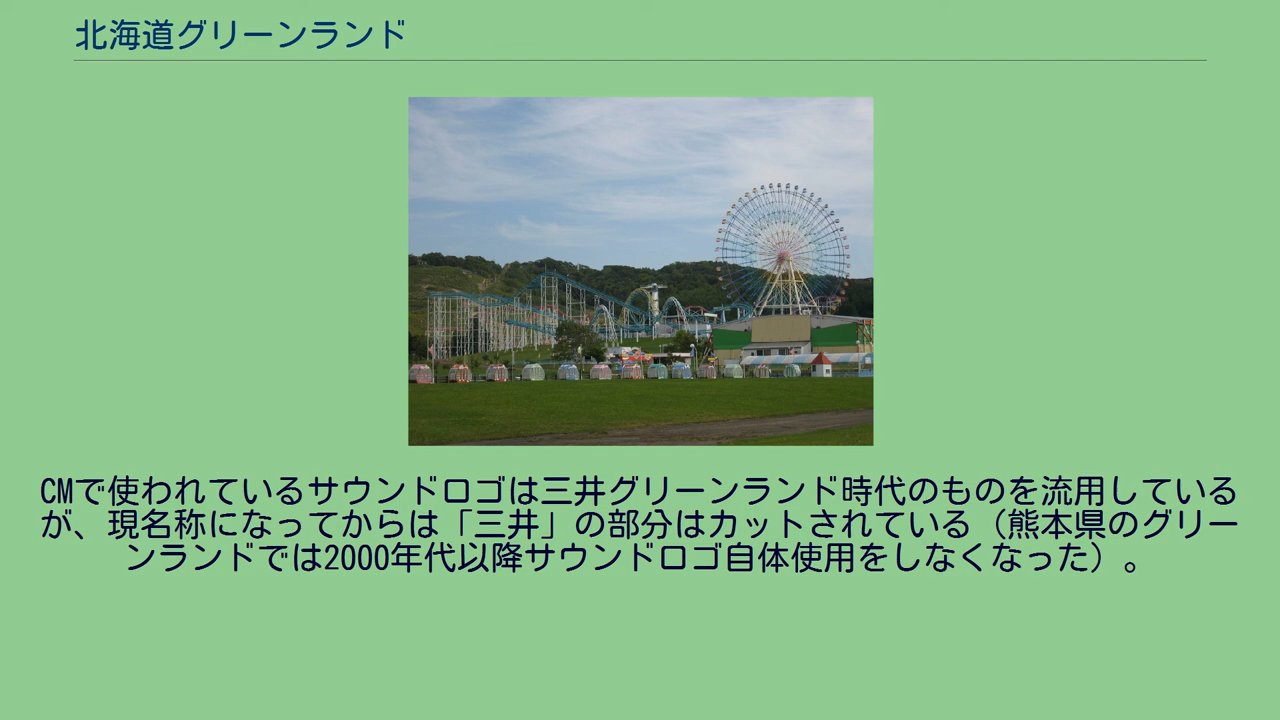 北海道グリーンランド
CMで使われているサウンドロゴは三井グリーンランド時代のものを流用している
が、現名称になってからは「三井」の部分はカットされている（熊本県のグリー
ンランドでは2000年代以降サウンドロゴ自体使用をしなくなった）。